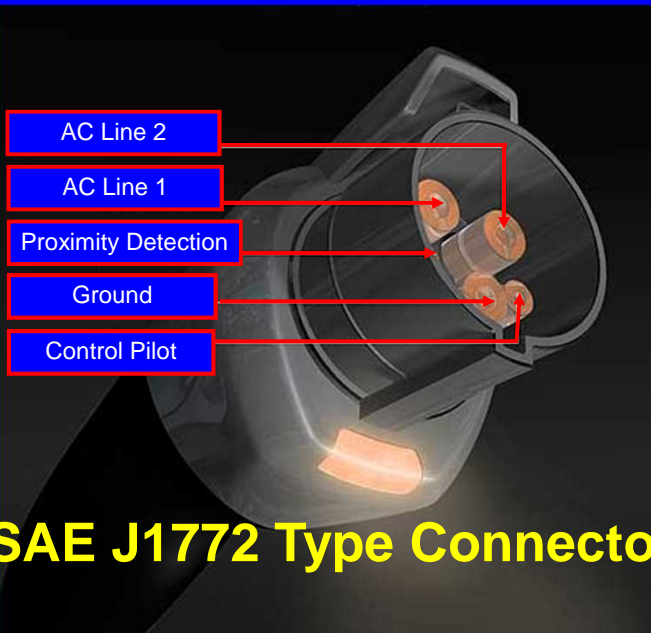 AC Line 2
AC Line 1
Proximity Detection
Ground
Control Pilot
SAE J1772 Type Connecto